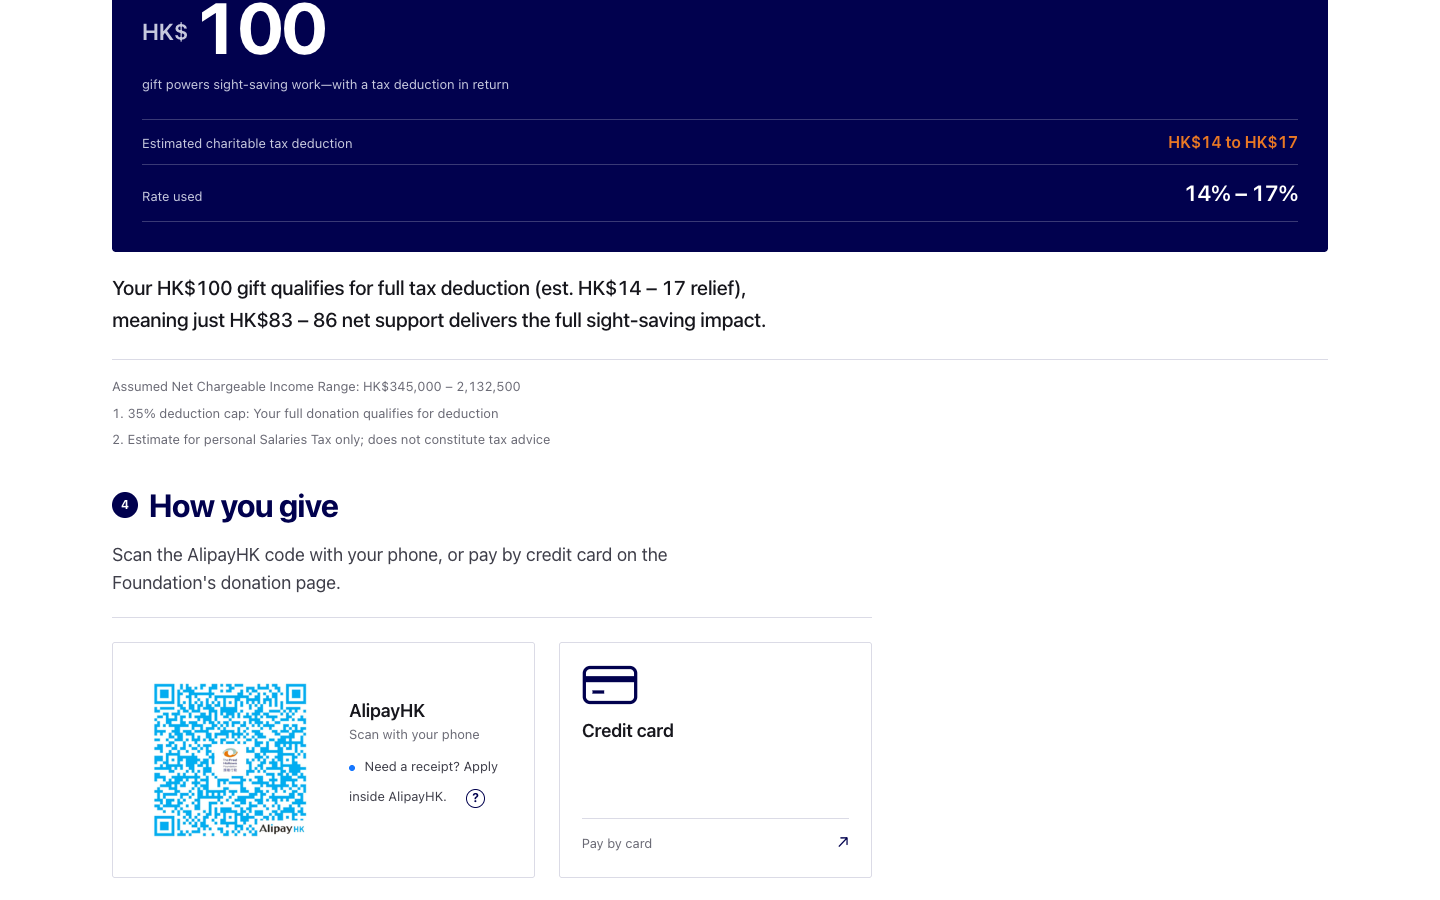 HK$ 100
gift powers sight-saving work—with a tax deduction in return
Estimated charitable tax deduction
HK$14 to HK$17
Rate used
14% – 17%
Your HK$100 gift qualifies for full tax deduction (est. HK$14 – 17 relief),
meaning just HK$83 – 86 net support delivers the full sight-saving impact.
Assumed Net Chargeable Income Range: HK$345,000 – 2,132,500
1. 35% deduction cap: Your full donation qualifies for deduction
2. Estimate for personal Salaries Tax only; does not constitute tax advice
4 How you give
Scan the AlipayHK code with your phone, or pay by credit card on the
Foundation's donation page.
Alipay HK
AlipayHK
Scan with your phone
Need a receipt? Apply
inside AlipayHK. ?
Credit card
Pay by card